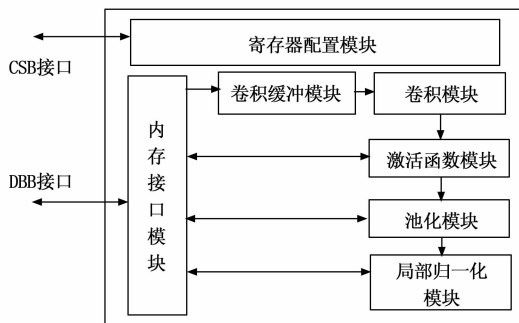 寄存器配置模块
CSB接口
卷积缓冲模块
卷积模块
内存接口模块
激活函数模块
DBB接口
池化模块
局部归一化
模块